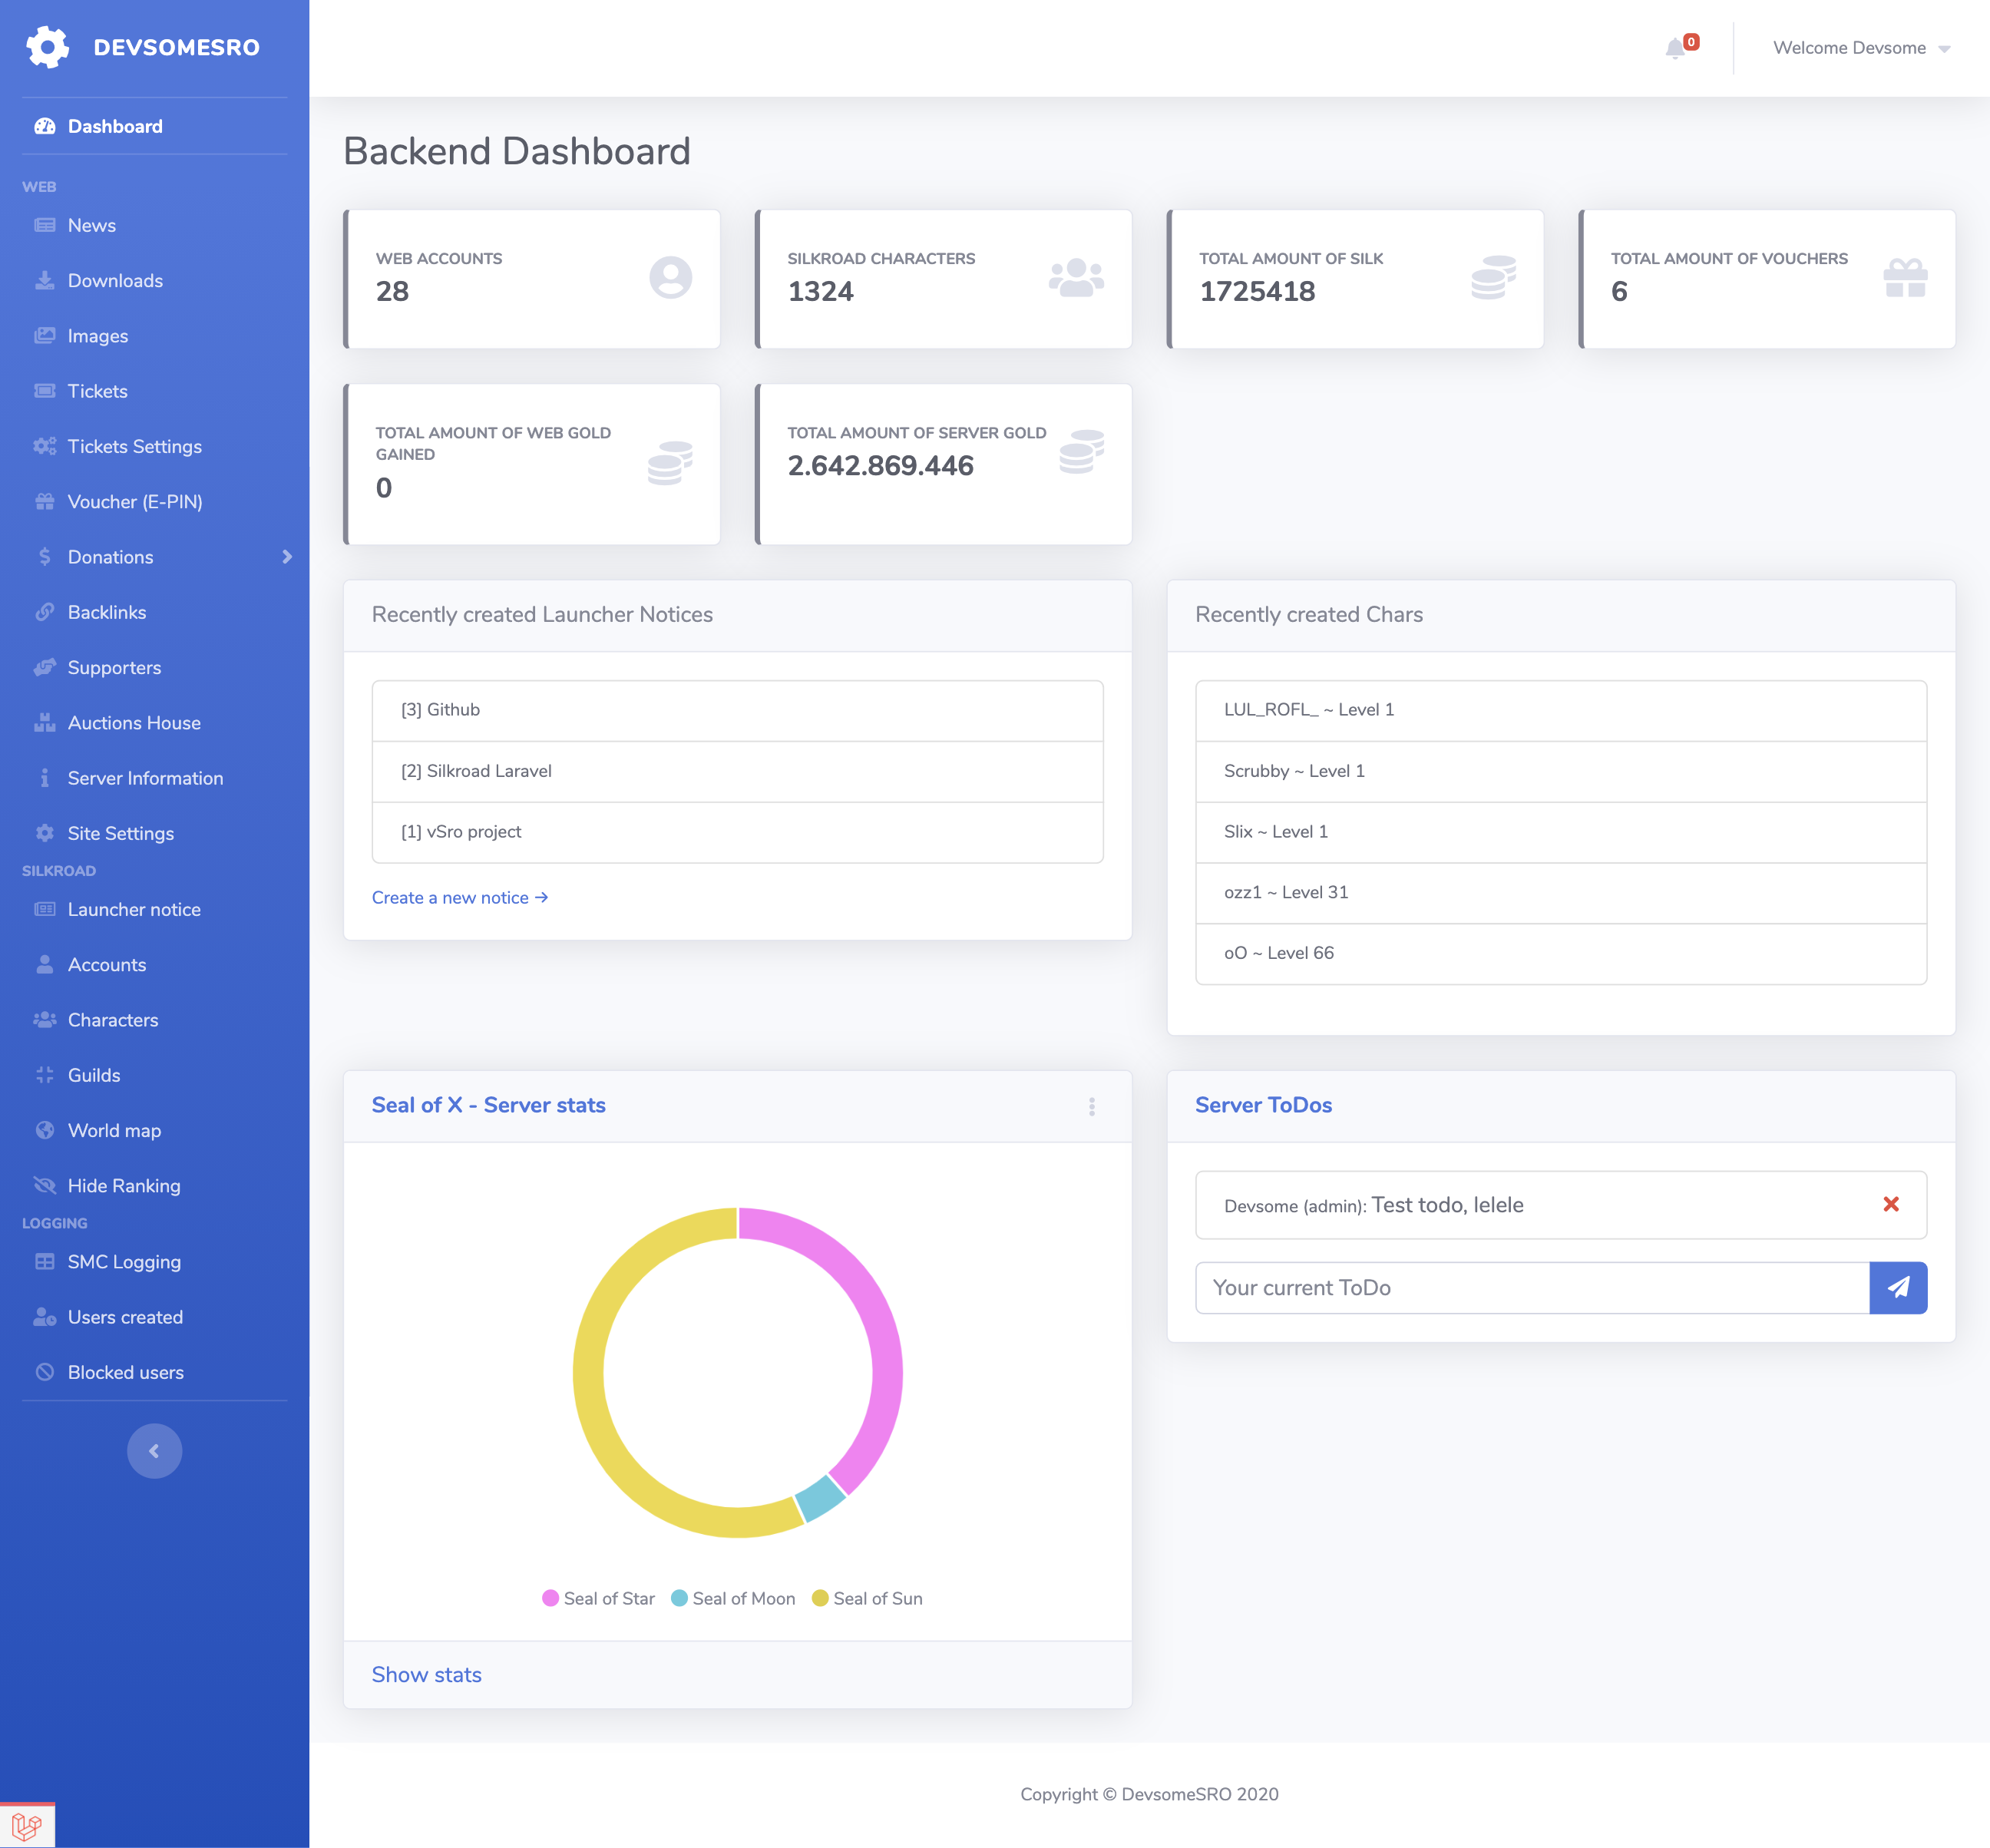 DEVSOMESRO
Dashboard
WEB
News
Downloads
Images
Tickets
Tickets Settings
Voucher (E-PIN)
Donations
Backlinks
Supporters
Auctions House
Server Information
Site Settings
SILKROAD
Launcher notice
Accounts
Characters
Guilds
World map
Hide Ranking
LOGGING
SMC Logging
Users created
Blocked users
0
Welcome Devsome
Backend Dashboard
WEB ACCOUNTS
28
SILKROAD CHARACTERS
1324
TOTAL AMOUNT OF SILK
1725418
TOTAL AMOUNT OF VOUCHERS
6
TOTAL AMOUNT OF WEB GOLD
GAINED
0
TOTAL AMOUNT OF SERVER GOLD
2.642.869.446
Recently created Launcher Notices
[3] Github
[2] Silkroad Laravel
[1] vSro project
Create a new notice →
Recently created Chars
LUL_ROFL_ ~ Level 1
Scrubby ~ Level 1
Slix ~ Level 1
ozz1 ~ Level 31
oO ~ Level 66
Seal of X - Server stats
Seal of Star
Seal of Moon
Seal of Sun
Show stats
Server ToDos
Devsome (admin): Test todo, lelele
Your current ToDo
Copyright © DevsomeSRO 2020